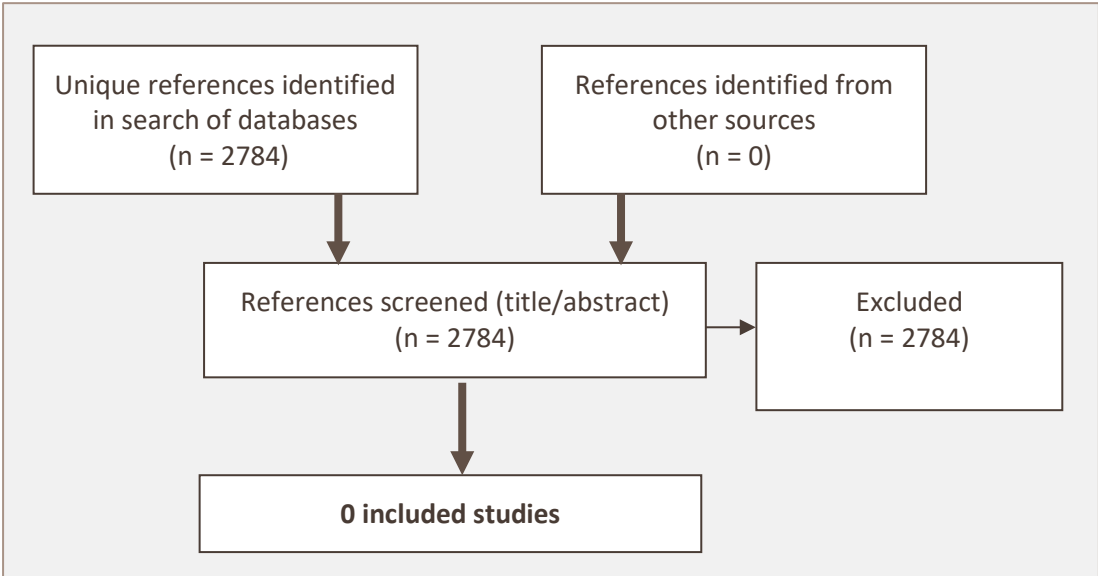 Unique references identified
in search of databases
(n = 2784)
References identified from
other sources
(n = 0)
References screened (title/abstract)
(n = 2784)
Excluded
(n = 2784)
0 included studies